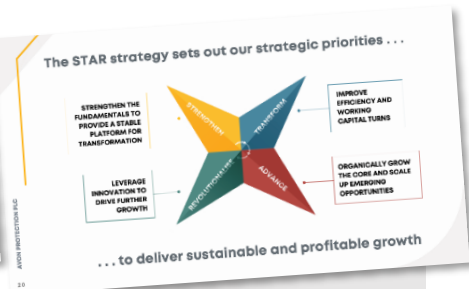 The STAR strategy sets out our strategic priorities . . .
STRENGTHEN THE
FUNDAMENTALS TO
PROVIDE A STABLE
PLATFORM FOR
TRANSFORMATION
STRENGTHEN
TRANSFORM
IMPROVE
EFFICIENCY AND
WORKING
CAPITAL TURNS
LEVERAGE
INNOVATION TO
DRIVE FURTHER
GROWTH
REVOLUTIONALISE
ADVANCE
ORGANICALLY GROW
THE CORE AND SCALE
UP EMERGING
OPPORTUNITIES
. . . to deliver sustainable and profitable growth
AVON PROTECTION PLC
20